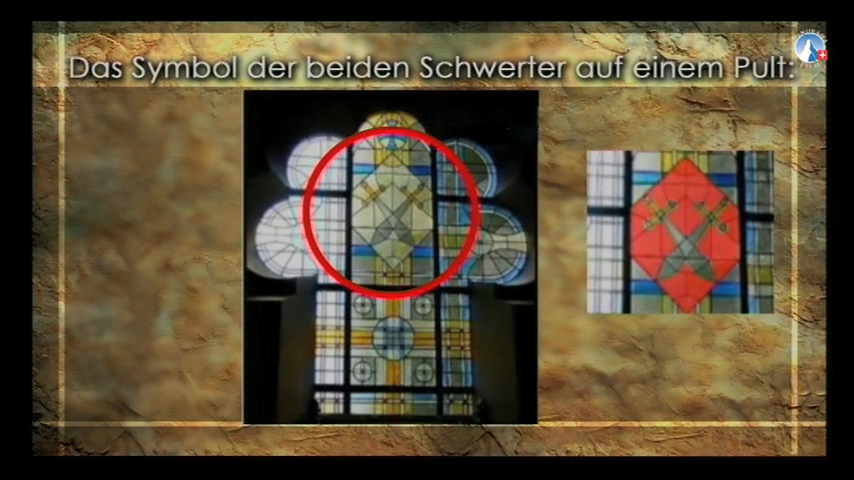 Das Symbol der beiden Schwerter auf einem Pult: